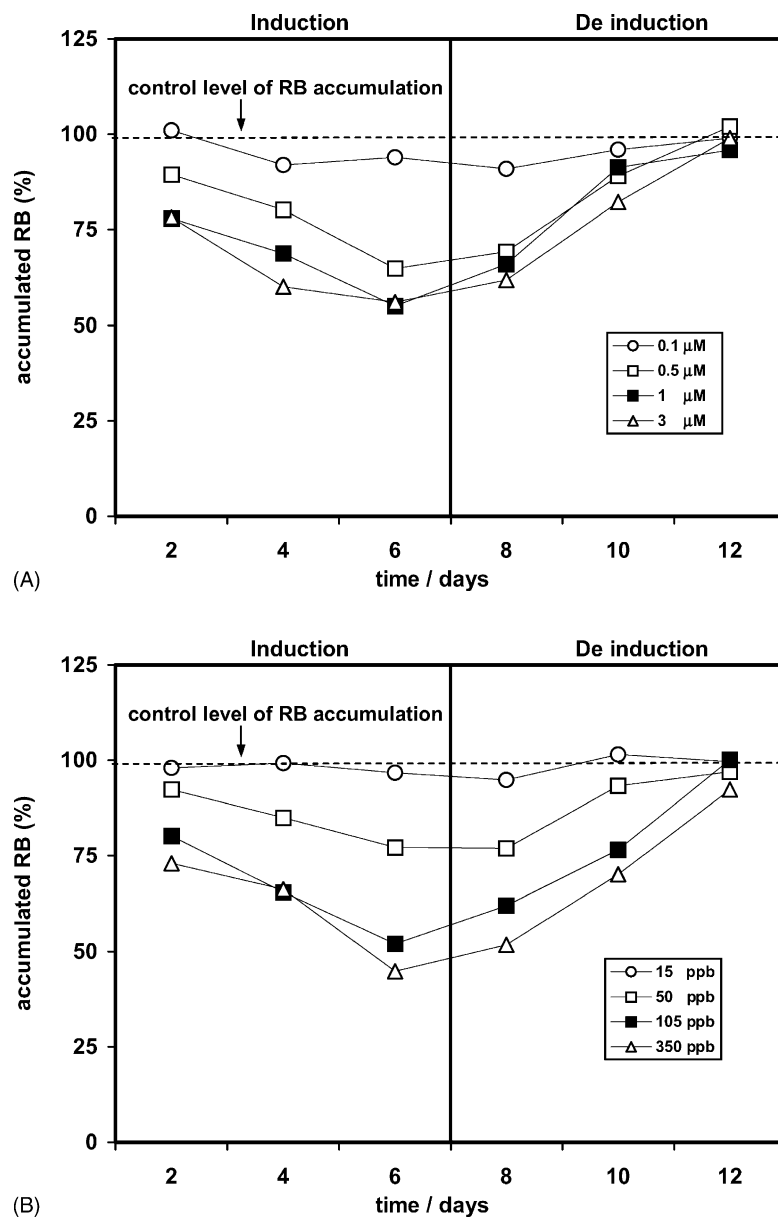 Induction De induction
125
control level of RB accumulation
100
75
50
25
0
accumulated RB (%)
0.1 μM
0.5 μM
1 μM
3 μM
2 4 6 8 10 12
time / days
(A)
Induction De induction
125
control level of RB accumulation
100
75
50
25
0
accumulated RB (%)
15 ppb
50 ppb
105 ppb
350 ppb
2 4 6 8 10 12
time / days
(B)